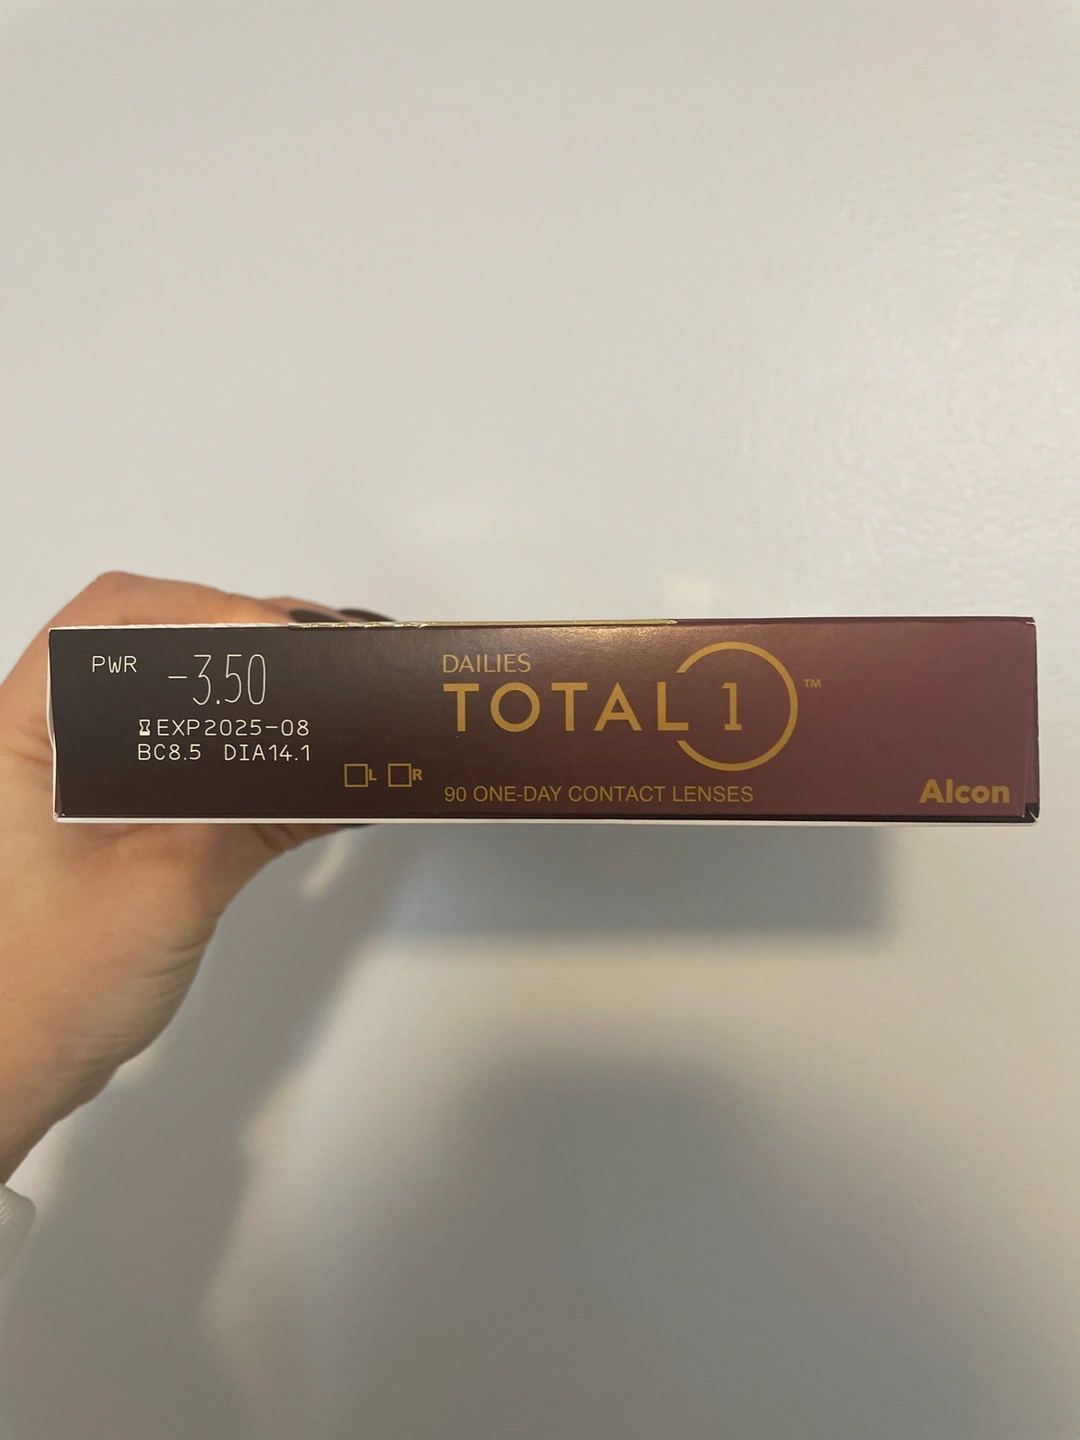 PWR -3.50
EXP2025-08
BC8.5 DIA14.1
L R
DAILIES
TOTAL 1™
90 ONE-DAY CONTACT LENSES
Alcon